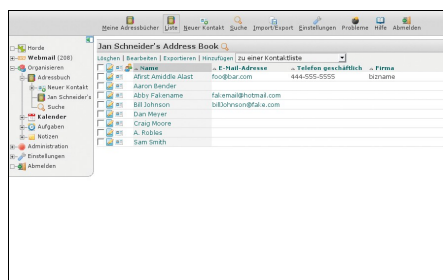 Meine Adressbücher Liste Neuer Kontakt Suche Import/Export Einstellungen Probleme Hilfe Abmelden
Horde
Webmail (208)
Organisieren
Adressbuch
Neuer Kontakt
Jan Schneider's
Suche
Kalender
Aufgaben
Notizen
Administration
Einstellungen
Abmelden
Jan Schneider's Address Book
Löschen | Bearbeiten | Exportieren | Hinzufügen zu einer Kontaktliste
Name E-Mail-Adresse Telefon geschäftlich Firma
Afirst Amiddle Alast foo@bar.com 444-555-5555 bizname
Aaron Bender
Abby Fakename fakemail@hotmail.com
Bill Johnson billJohnson@fake.com
Dan Meyer
Craig Moore
A. Robles
Sam Smith